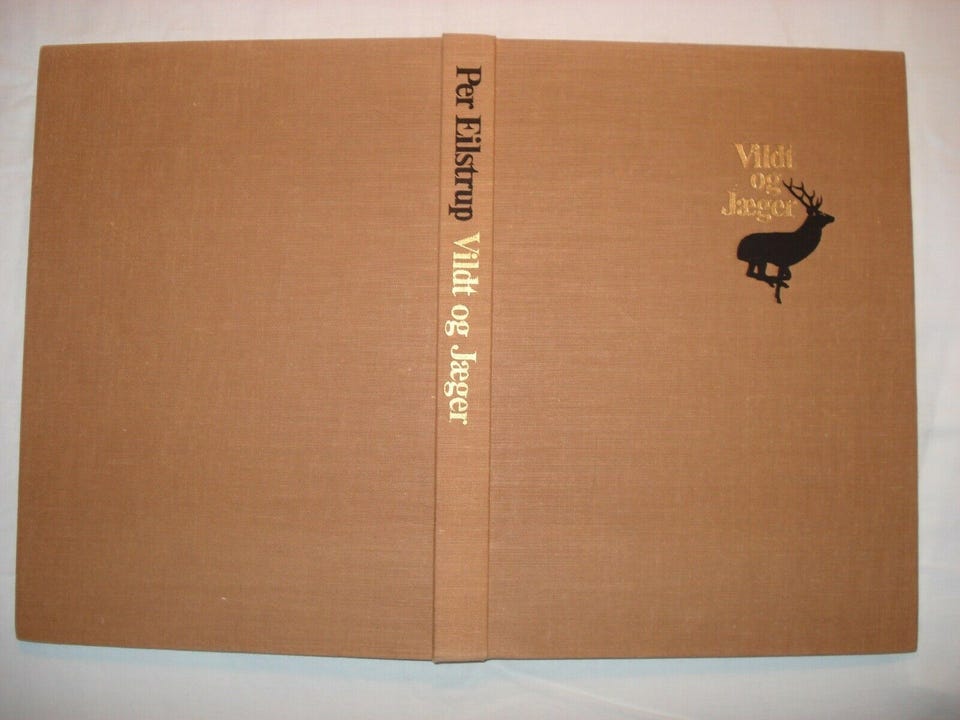 Per Eilstrup Vildt og Jæger
Vildt
og
Jæger